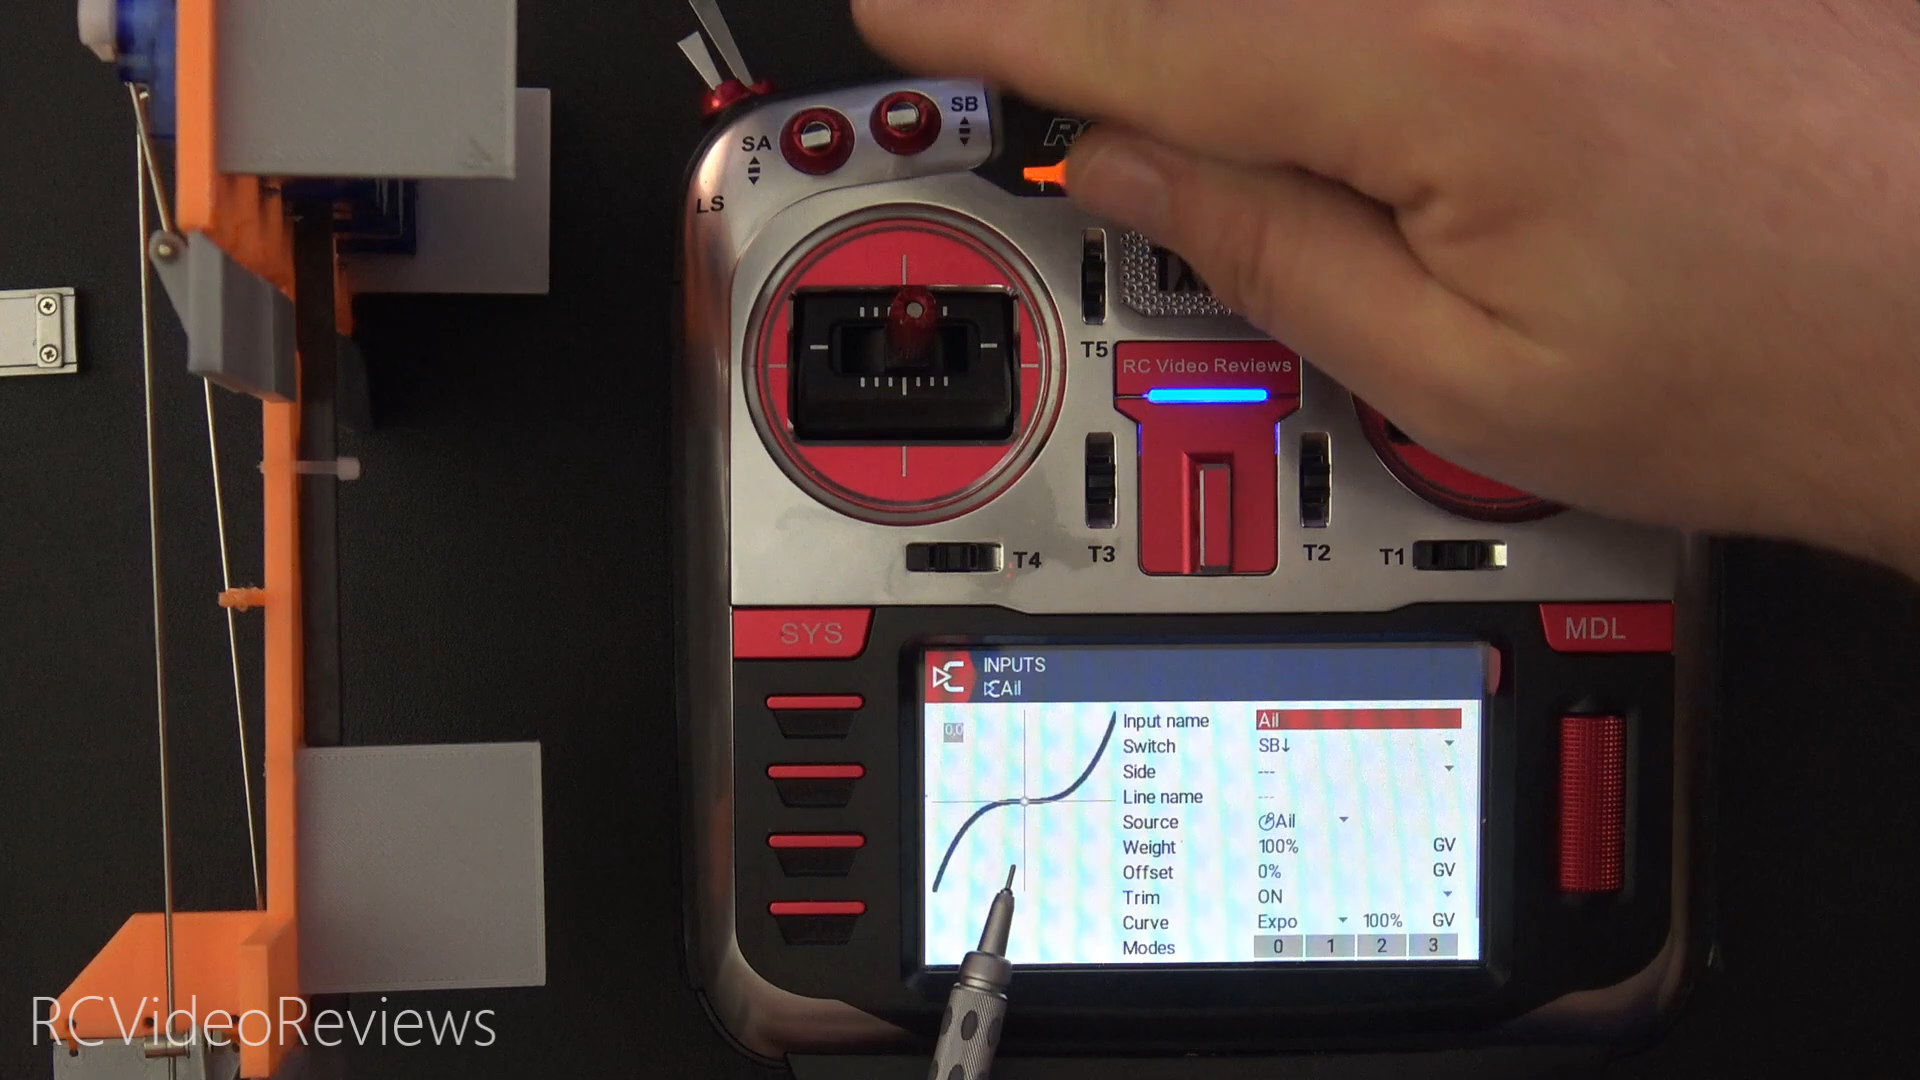 SA
SB
LS
T5
RC Video Reviews
T4
T3
T2
T1
SYS
MDL
INPUTS
Ail
0,0
Input name Ail
Switch SB↓
Side ---
Line name ---
Source Ail
Weight 100% GV
Offset 0% GV
Trim ON
Curve Expo 100% GV
Modes 0 1 2 3
RCVideoReviews